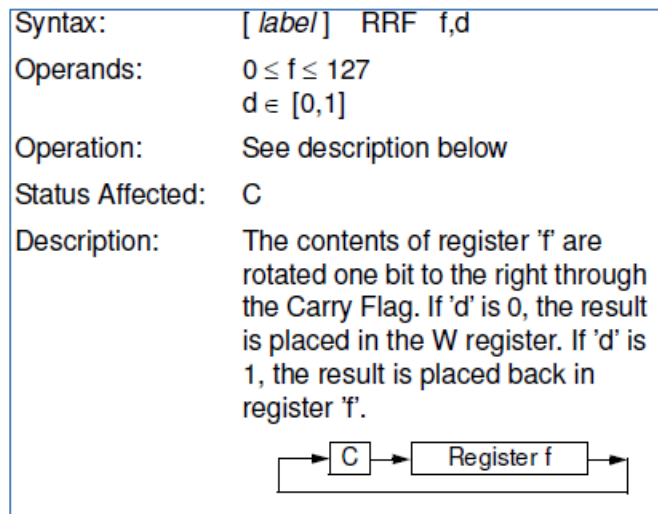 Syntax: [ label ] RRF f,d
Operands: 0 ≤ f ≤ 127
d ∈ [0,1]
Operation: See description below
Status Affected: C
Description: The contents of register ’f’ are
rotated one bit to the right through
the Carry Flag. If ’d’ is 0, the result
is placed in the W register. If ’d’ is
1, the result is placed back in
register ’f’.
C Register f